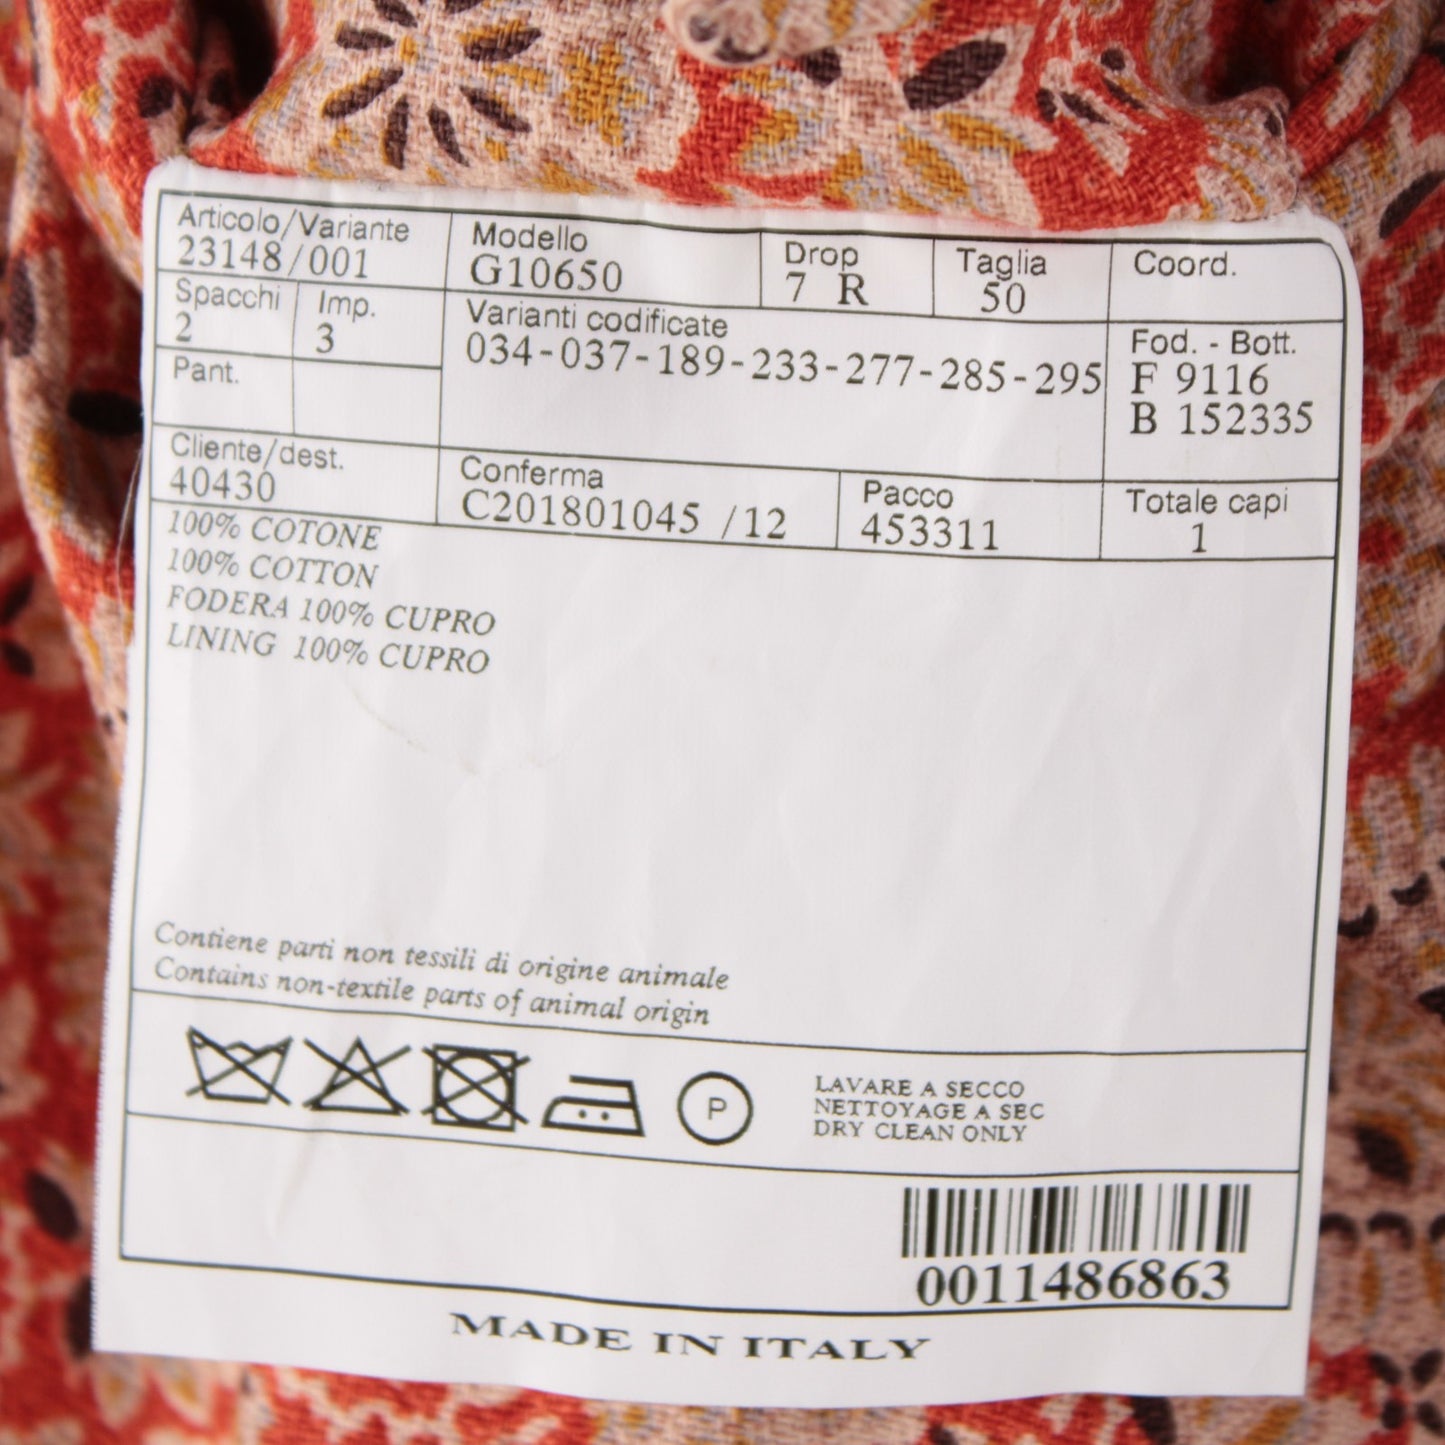 Articolo/Variante
23148/001
Modello
G10650
Drop
7 R
Taglia
50
Coord.
Spacchi
2
Imp.
3
Varianti codificate
034-037-189-233-277-285-295
Fod. - Bott.
F 9116
B 152335
Pant.
Cliente/dest.
40430
Conferma
C201801045 /12
Pacco
453311
Totale capi
1
100% COTONE
100% COTTON
FODERA 100% CUPRO
LINING 100% CUPRO
Contiene parti non tessili di origine animale
Contains non-textile parts of animal origin
P
LAVARE A SECCO
NETTOYAGE A SEC
DRY CLEAN ONLY
0011486863
MADE IN ITALY